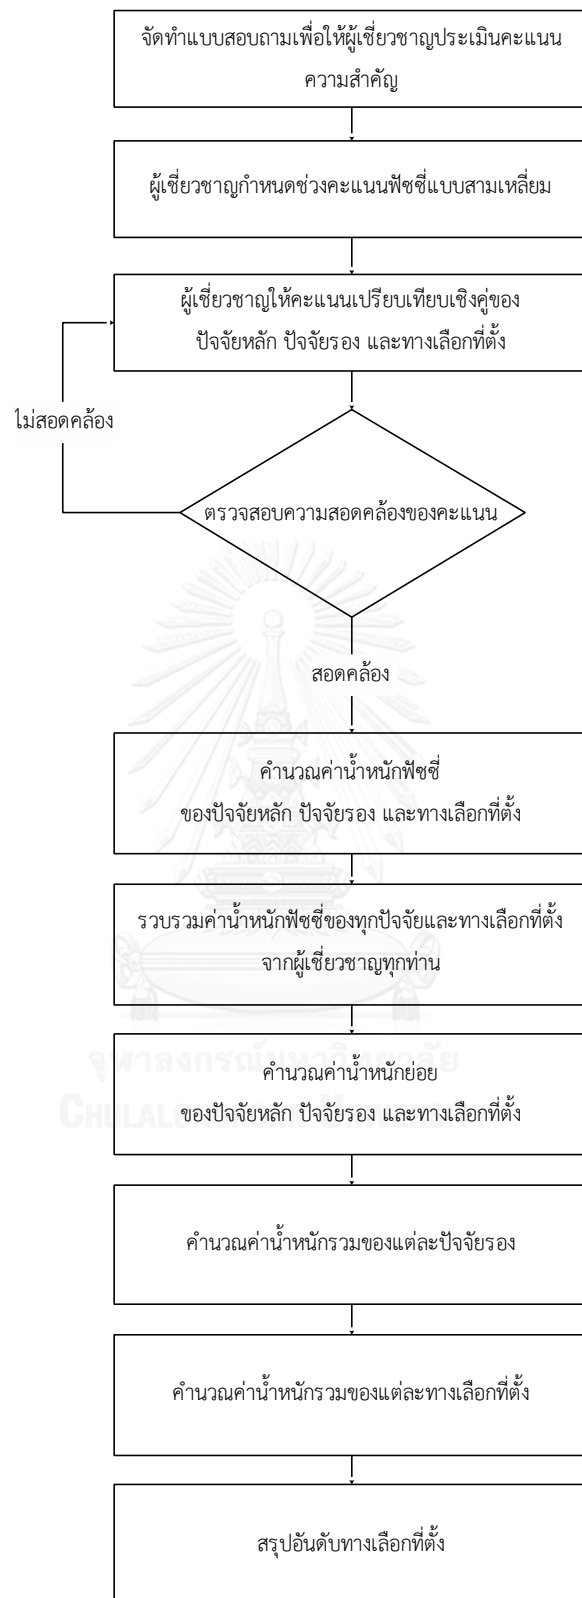 จัดทำแบบสอบถามเพื่อให้ผู้เชี่ยวชาญประเมินคะแนน
ความสำคัญ
ผู้เชี่ยวชาญกำหนดช่วงคะแนนฟัซซี่แบบสามเหลี่ยม
ผู้เชี่ยวชาญให้คะแนนเปรียบเทียบเชิงคู่ของ
ปัจจัยหลัก ปัจจัยรอง และทางเลือกที่ตั้ง
ไม่สอดคล้อง
ตรวจสอบความสอดคล้องของคะแนน
สอดคล้อง
คำนวณค่าน้ำหนักฟัซซี่
ของปัจจัยหลัก ปัจจัยรอง และทางเลือกที่ตั้ง
รวบรวมค่าน้ำหนักฟัซซี่ของทุกปัจจัยและทางเลือกที่ตั้ง
จากผู้เชี่ยวชาญทุกท่าน
จุฬาลงกรณ์มหาวิทยาลัย
คำนวณค่าน้ำหนักย่อย
ของปัจจัยหลัก ปัจจัยรอง และทางเลือกที่ตั้ง
CHULALONGKORN UNIVERSITY
คำนวณค่าน้ำหนักรวมของแต่ละปัจจัยรอง
คำนวณค่าน้ำหนักรวมของแต่ละทางเลือกที่ตั้ง
สรุปอันดับทางเลือกที่ตั้ง